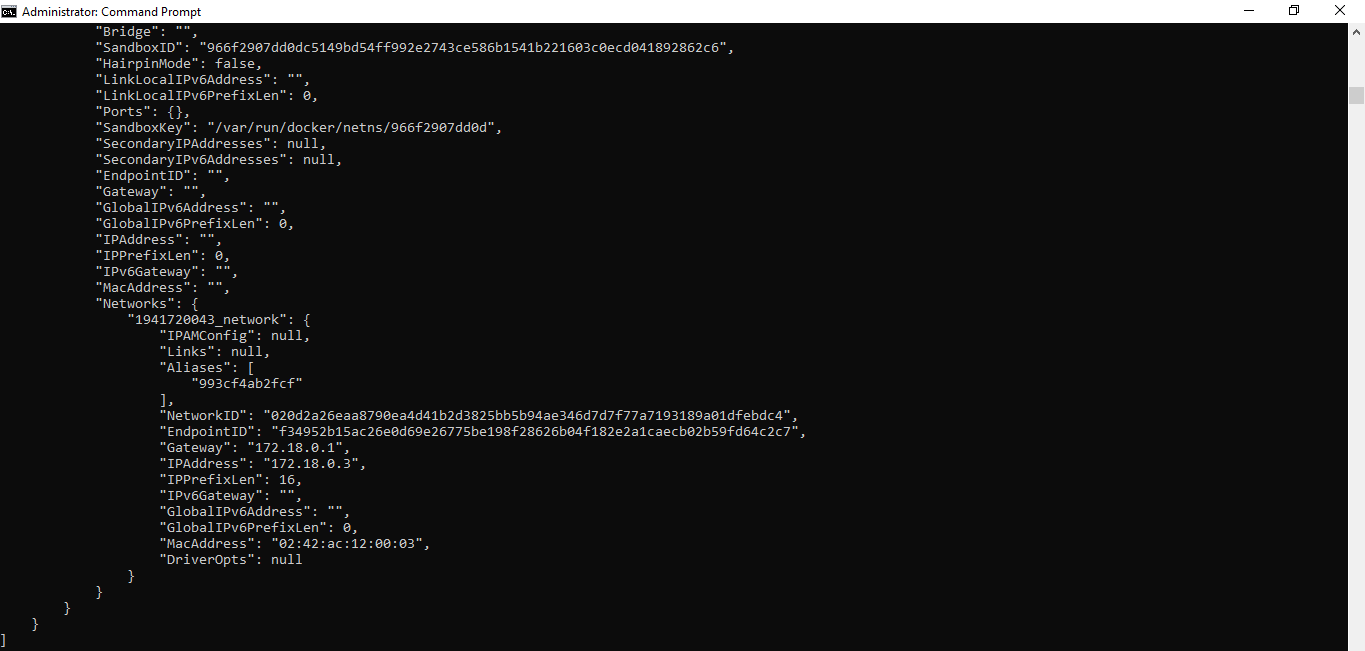 Administrator: Command Prompt
"Bridge": "",
"SandboxID": "966f2907dd0dc5149bd54ff992e2743ce586b1541b221603c0ecd041892862c6",
"HairpinMode": false,
"LinkLocalIPv6Address": "",
"LinkLocalIPv6PrefixLen": 0,
"Ports": {},
"SandboxKey": "/var/run/docker/netns/966f2907dd0d",
"SecondaryIPAddresses": null,
"SecondaryIPv6Addresses": null,
"EndpointID": "",
"Gateway": "",
"GlobalIPv6Address": "",
"GlobalIPv6PrefixLen": 0,
"IPAddress": "",
"IPPrefixLen": 0,
"IPv6Gateway": "",
"MacAddress": "",
"Networks": {
"1941720043_network": {
"IPAMConfig": null,
"Links": null,
"Aliases": [
"993cf4ab2fcf"
],
"NetworkID": "020d2a26eaa8790ea4d41b2d3825bb5b94ae346d7d7f77a7193189a01dfebdc4",
"EndpointID": "f34952b15ac26e0d69e26775be198f28626b04f182e2a1caecb02b59fd64c2c7",
"Gateway": "172.18.0.1",
"IPAddress": "172.18.0.3",
"IPPrefixLen": 16,
"IPv6Gateway": "",
"GlobalIPv6Address": "",
"GlobalIPv6PrefixLen": 0,
"MacAddress": "02:42:ac:12:00:03",
"DriverOpts": null
}
}
}
}
]